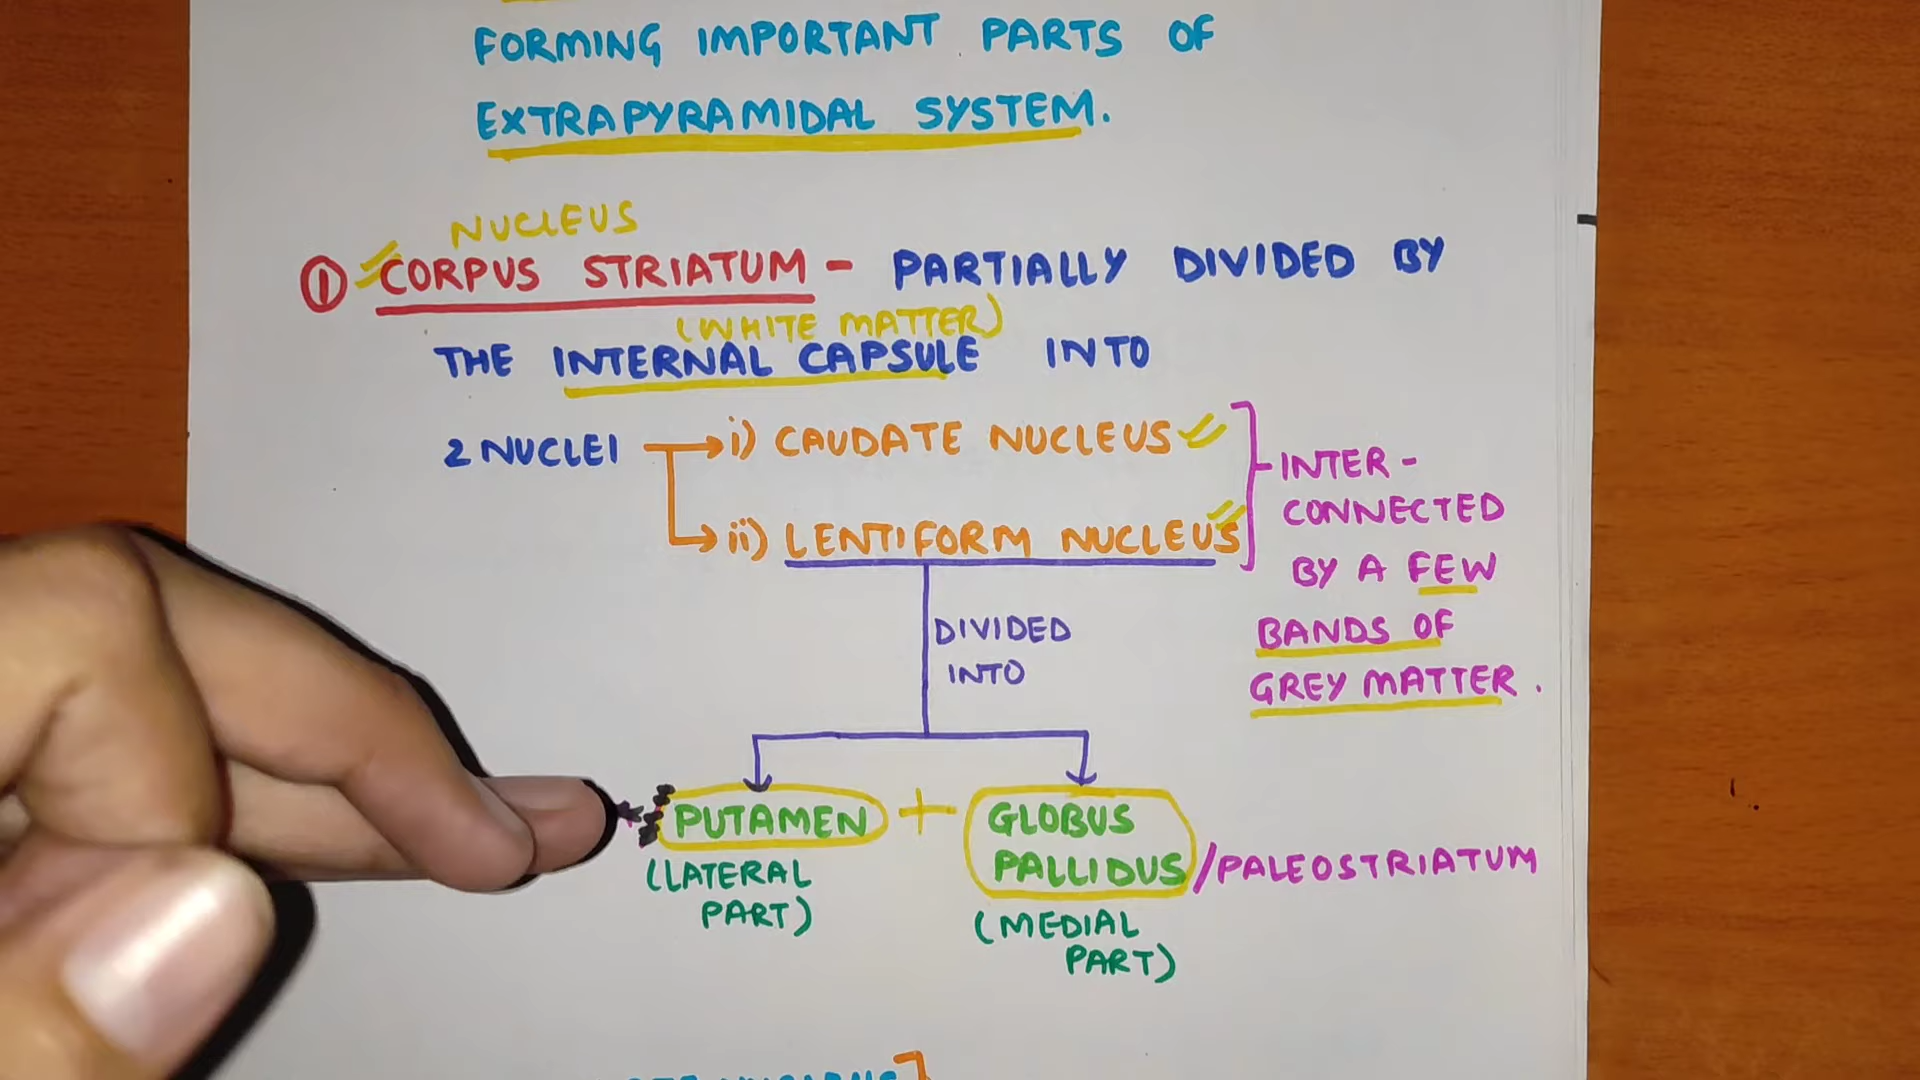 FORMING IMPORTANT PARTS OF
EXTRAPYRAMIDAL SYSTEM.
NUCLEUS
① CORPUS STRIATUM - PARTIALLY DIVIDED BY
(WHITE MATTER)
THE INTERNAL CAPSULE INTO
2 NUCLEI
i) CAUDATE NUCLEUS
ii) LENTIFORM NUCLEUS
INTER-
CONNECTED
BY A FEW
BANDS OF
GREY MATTER.
DIVIDED
INTO
PUTAMEN +
(LATERAL
PART)
GLOBUS
PALLIDUS /PALEOSTRIATUM
(MEDIAL
PART)